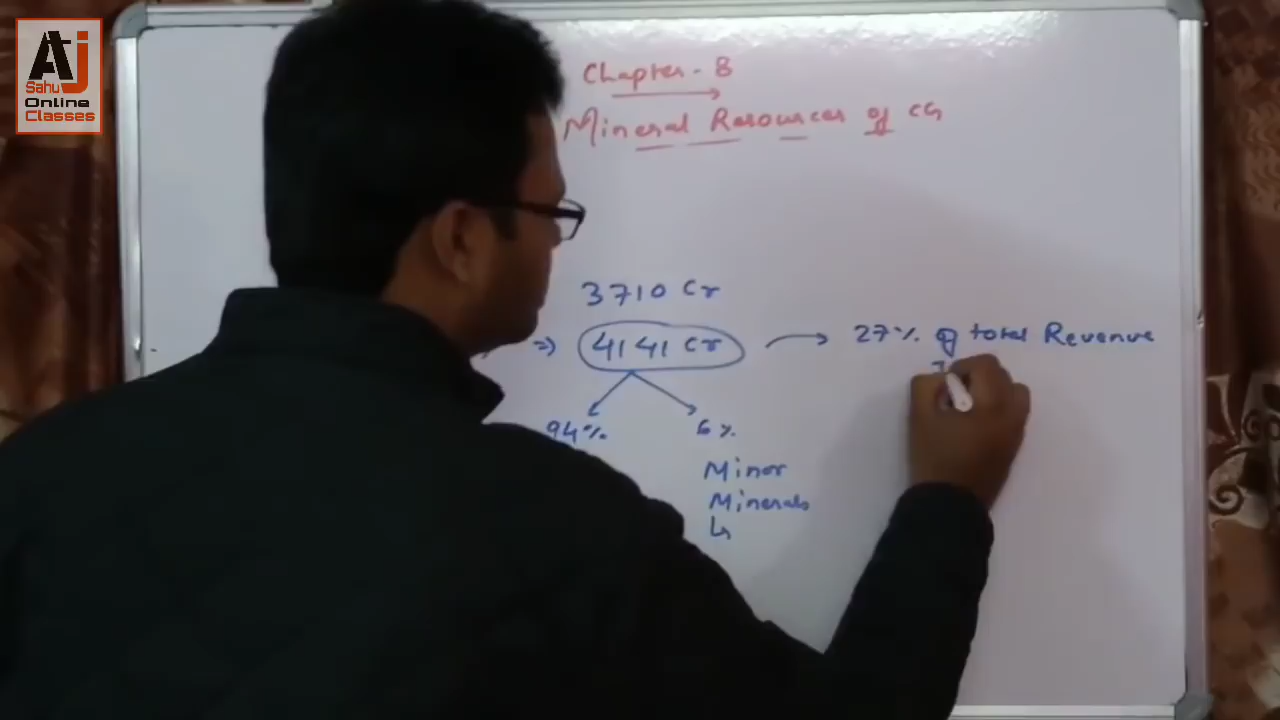 AJ
Sahu
Online
Classes
Chapter - 8
Mineral Resources of CG
3710 Cr
⇒ 4141 Cr → 27% of total Revenue
94% 6%
Minor
Minerals
↳